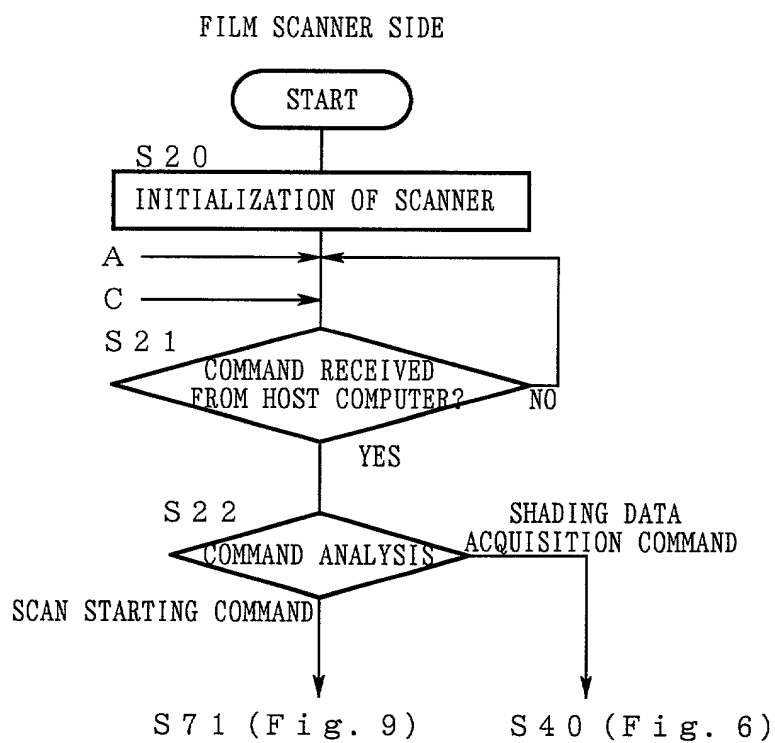 FILM SCANNER SIDE
START
S20
INITIALIZATION OF SCANNER
A
C
S21
COMMAND RECEIVED
FROM HOST COMPUTER?
NO
YES
S22
COMMAND ANALYSIS
SHADING DATA
ACQUISITION COMMAND
SCAN STARTING COMMAND
S71 (Fig. 9)
S40 (Fig. 6)